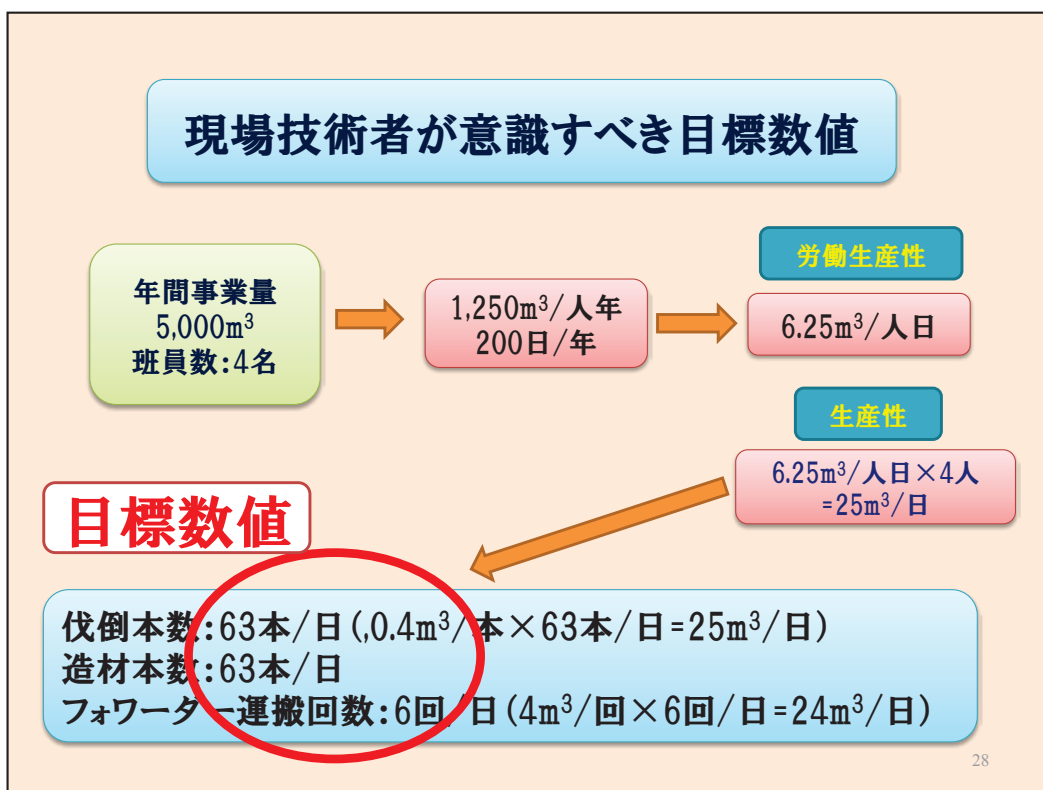 現場技術者が意識すべき目標数値
年間事業量
5,000m³
班員数:4名
1,250m³/人年
200日/年
労働生産性
6.25m³/人日
生産性
6.25m³/人日×4人
=25m³/日
目標数値
伐倒本数:63本/日(,0.4m³/本×63本/日=25m³/日)
造材本数:63本/日
フォワーダー運搬回数:6回/日(4m³/回×6回/日=24m³/日)
28